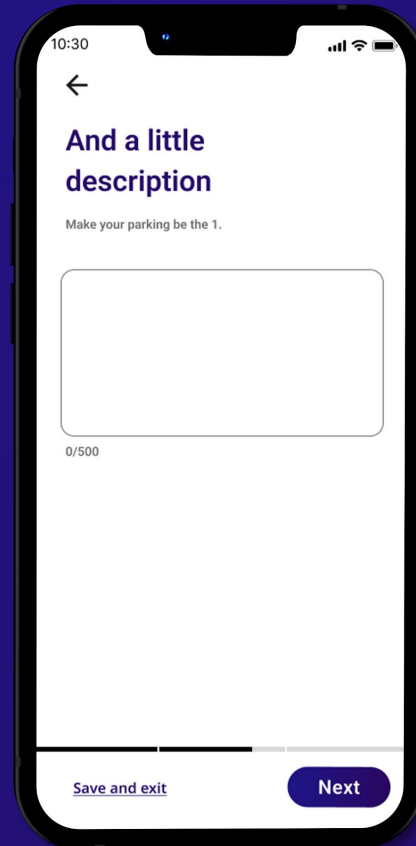 10:30
And a little
description
Make your parking be the 1.
0/500
Save and exit
Next